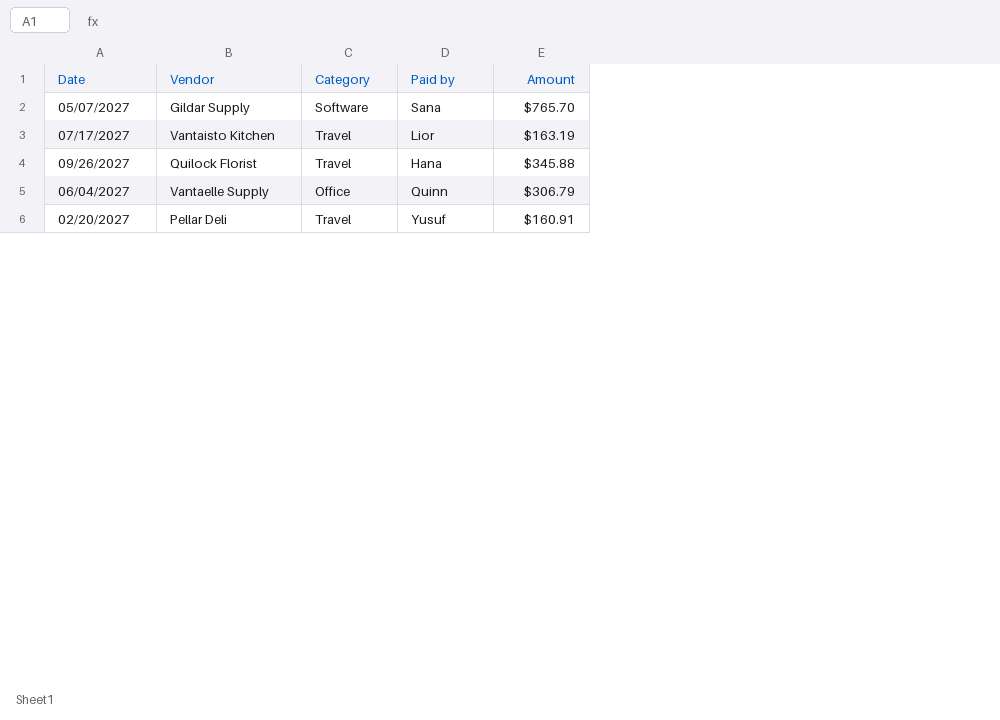 A1 fx
A B C D E
1 Date Vendor Category Paid by Amount
2 05/07/2027 Gildar Supply Software Sana $765.70
3 07/17/2027 Vantaisto Kitchen Travel Lior $163.19
4 09/26/2027 Quilock Florist Travel Hana $345.88
5 06/04/2027 Vantaelle Supply Office Quinn $306.79
6 02/20/2027 Pellar Deli Travel Yusuf $160.91
Sheet1